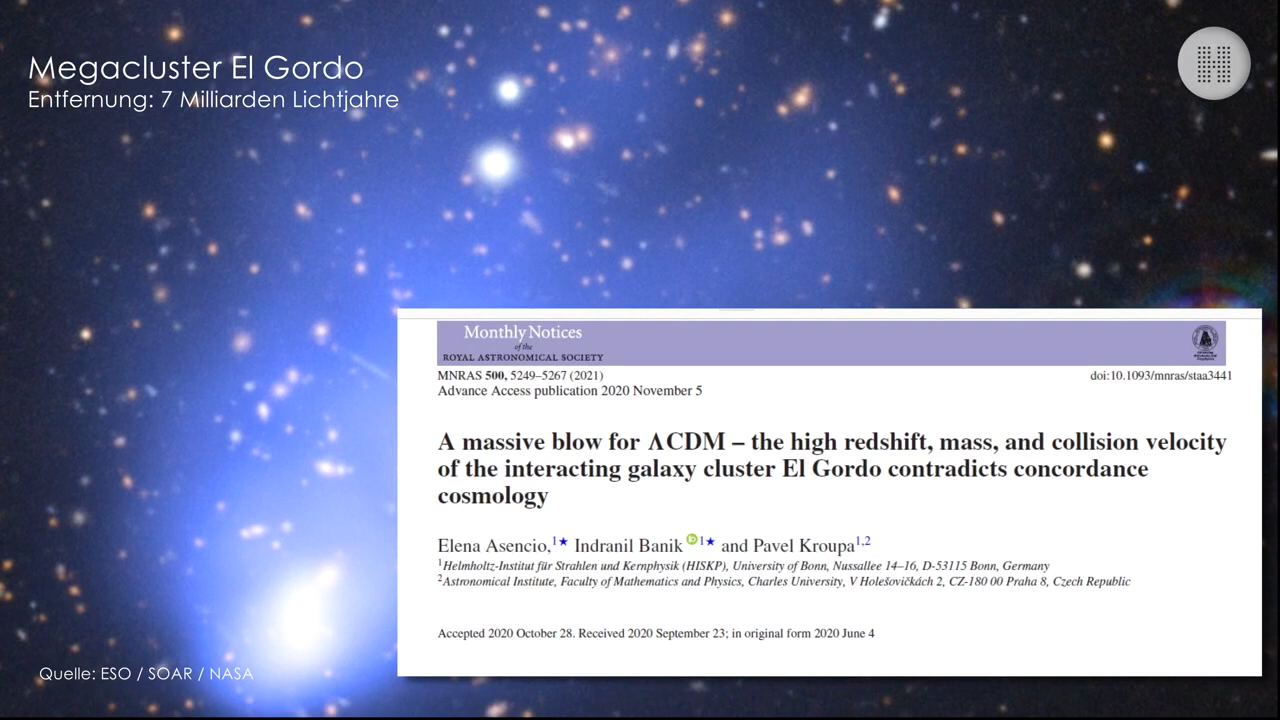 Megacluster El Gordo
Entfernung: 7 Milliarden Lichtjahre
H
Monthly Notices
of the
ROYAL ASTRONOMICAL SOCIETY
MNRAS 500, 5249–5267 (2021)
doi:10.1093/mnras/staa3441
Advance Access publication 2020 November 5
A massive blow for ΛCDM – the high redshift, mass, and collision velocity
of the interacting galaxy cluster El Gordo contradicts concordance
cosmology
Elena Asencio,1★ Indranil Banik iD 1★ and Pavel Kroupa1,2
1Helmholtz-Institut für Strahlen und Kernphysik (HISKP), University of Bonn, Nussallee 14–16, D-53115 Bonn, Germany
2Astronomical Institute, Faculty of Mathematics and Physics, Charles University, V Holešovičkách 2, CZ-180 00 Praha 8, Czech Republic
Accepted 2020 October 28. Received 2020 September 23; in original form 2020 June 4
Quelle: ESO / SOAR / NASA